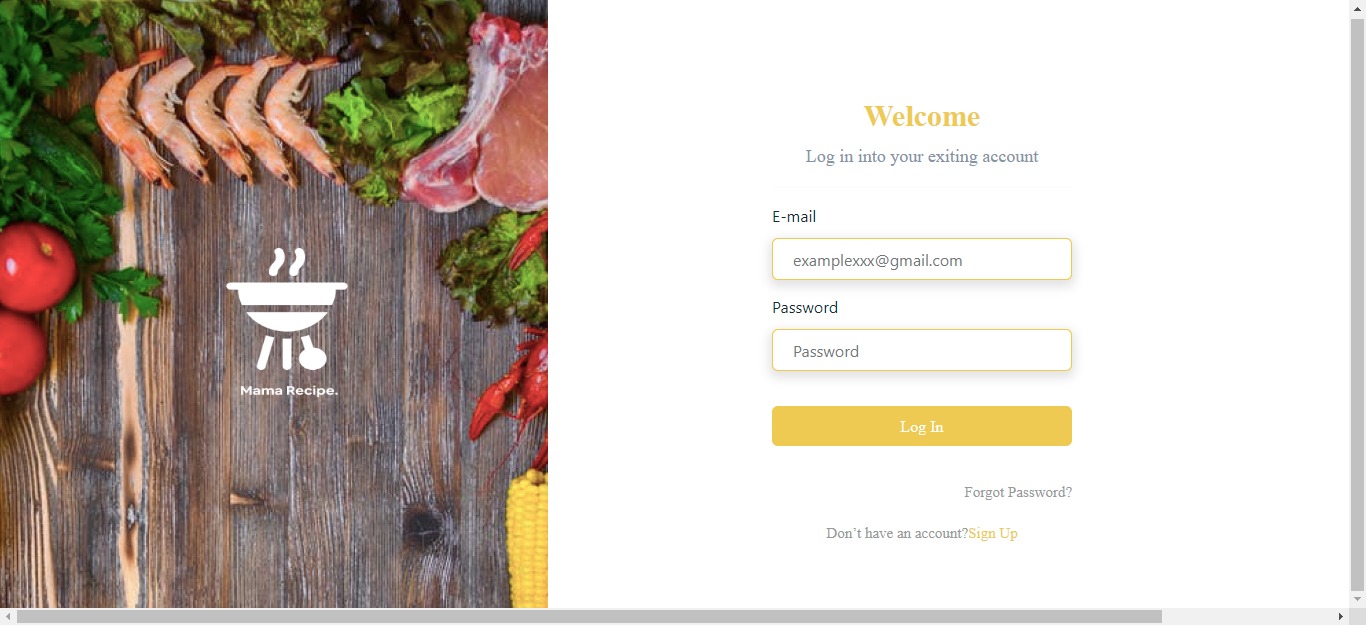 Mama Recipe.
Welcome
Log in into your exiting account
E-mail
examplexxx@gmail.com
Password
Password
Log In
Forgot Password?
Don’t have an account?Sign Up